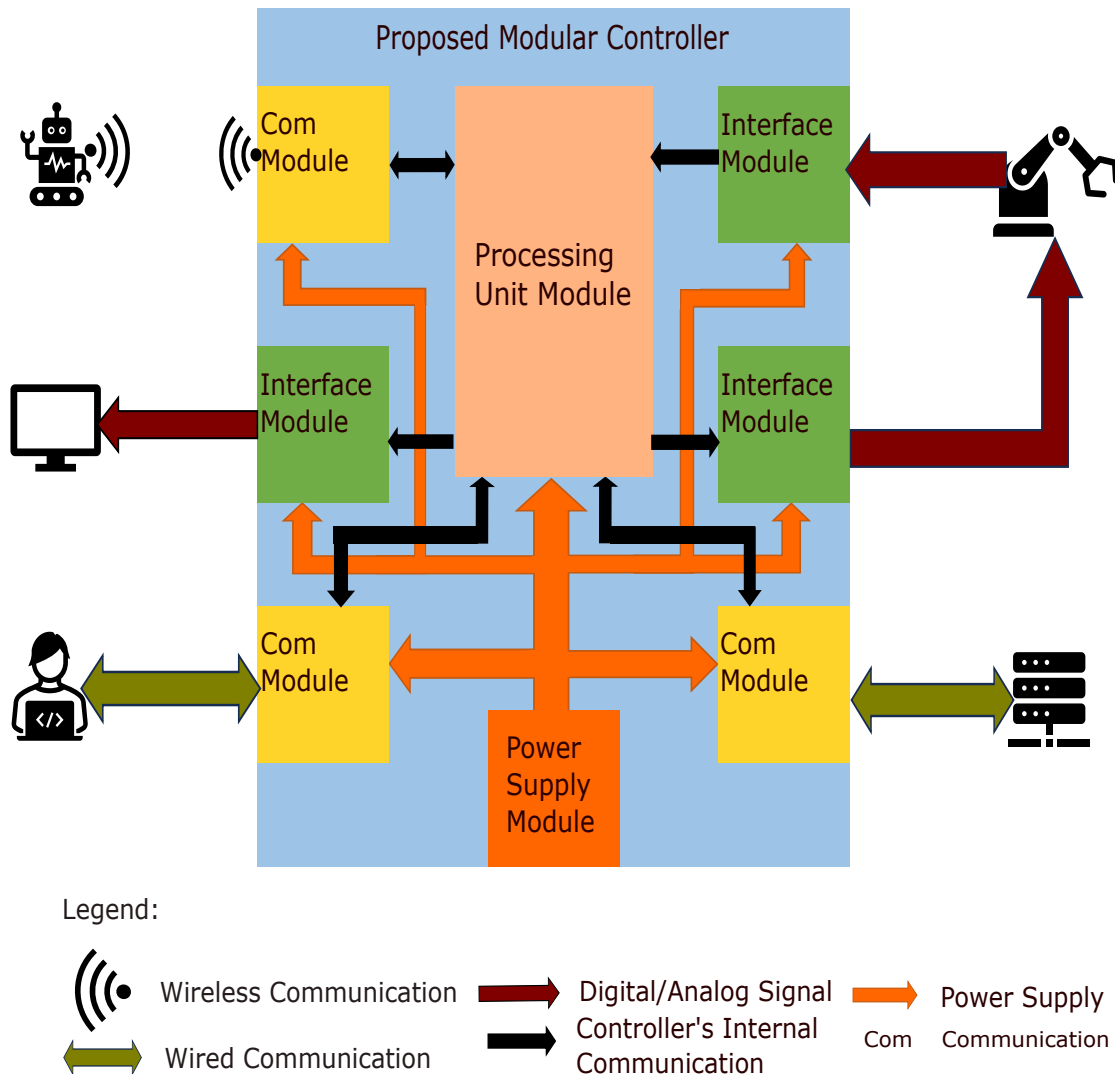 Proposed Modular Controller
Com
Module
Processing
Unit Module
Interface
Module
Interface
Module
Interface
Module
Com
Module
Power
Supply
Module
Com
Module
</>
Legend:
Wireless Communication
Digital/Analog Signal
Power Supply
Wired Communication
Controller's Internal
Communication
Com Communication